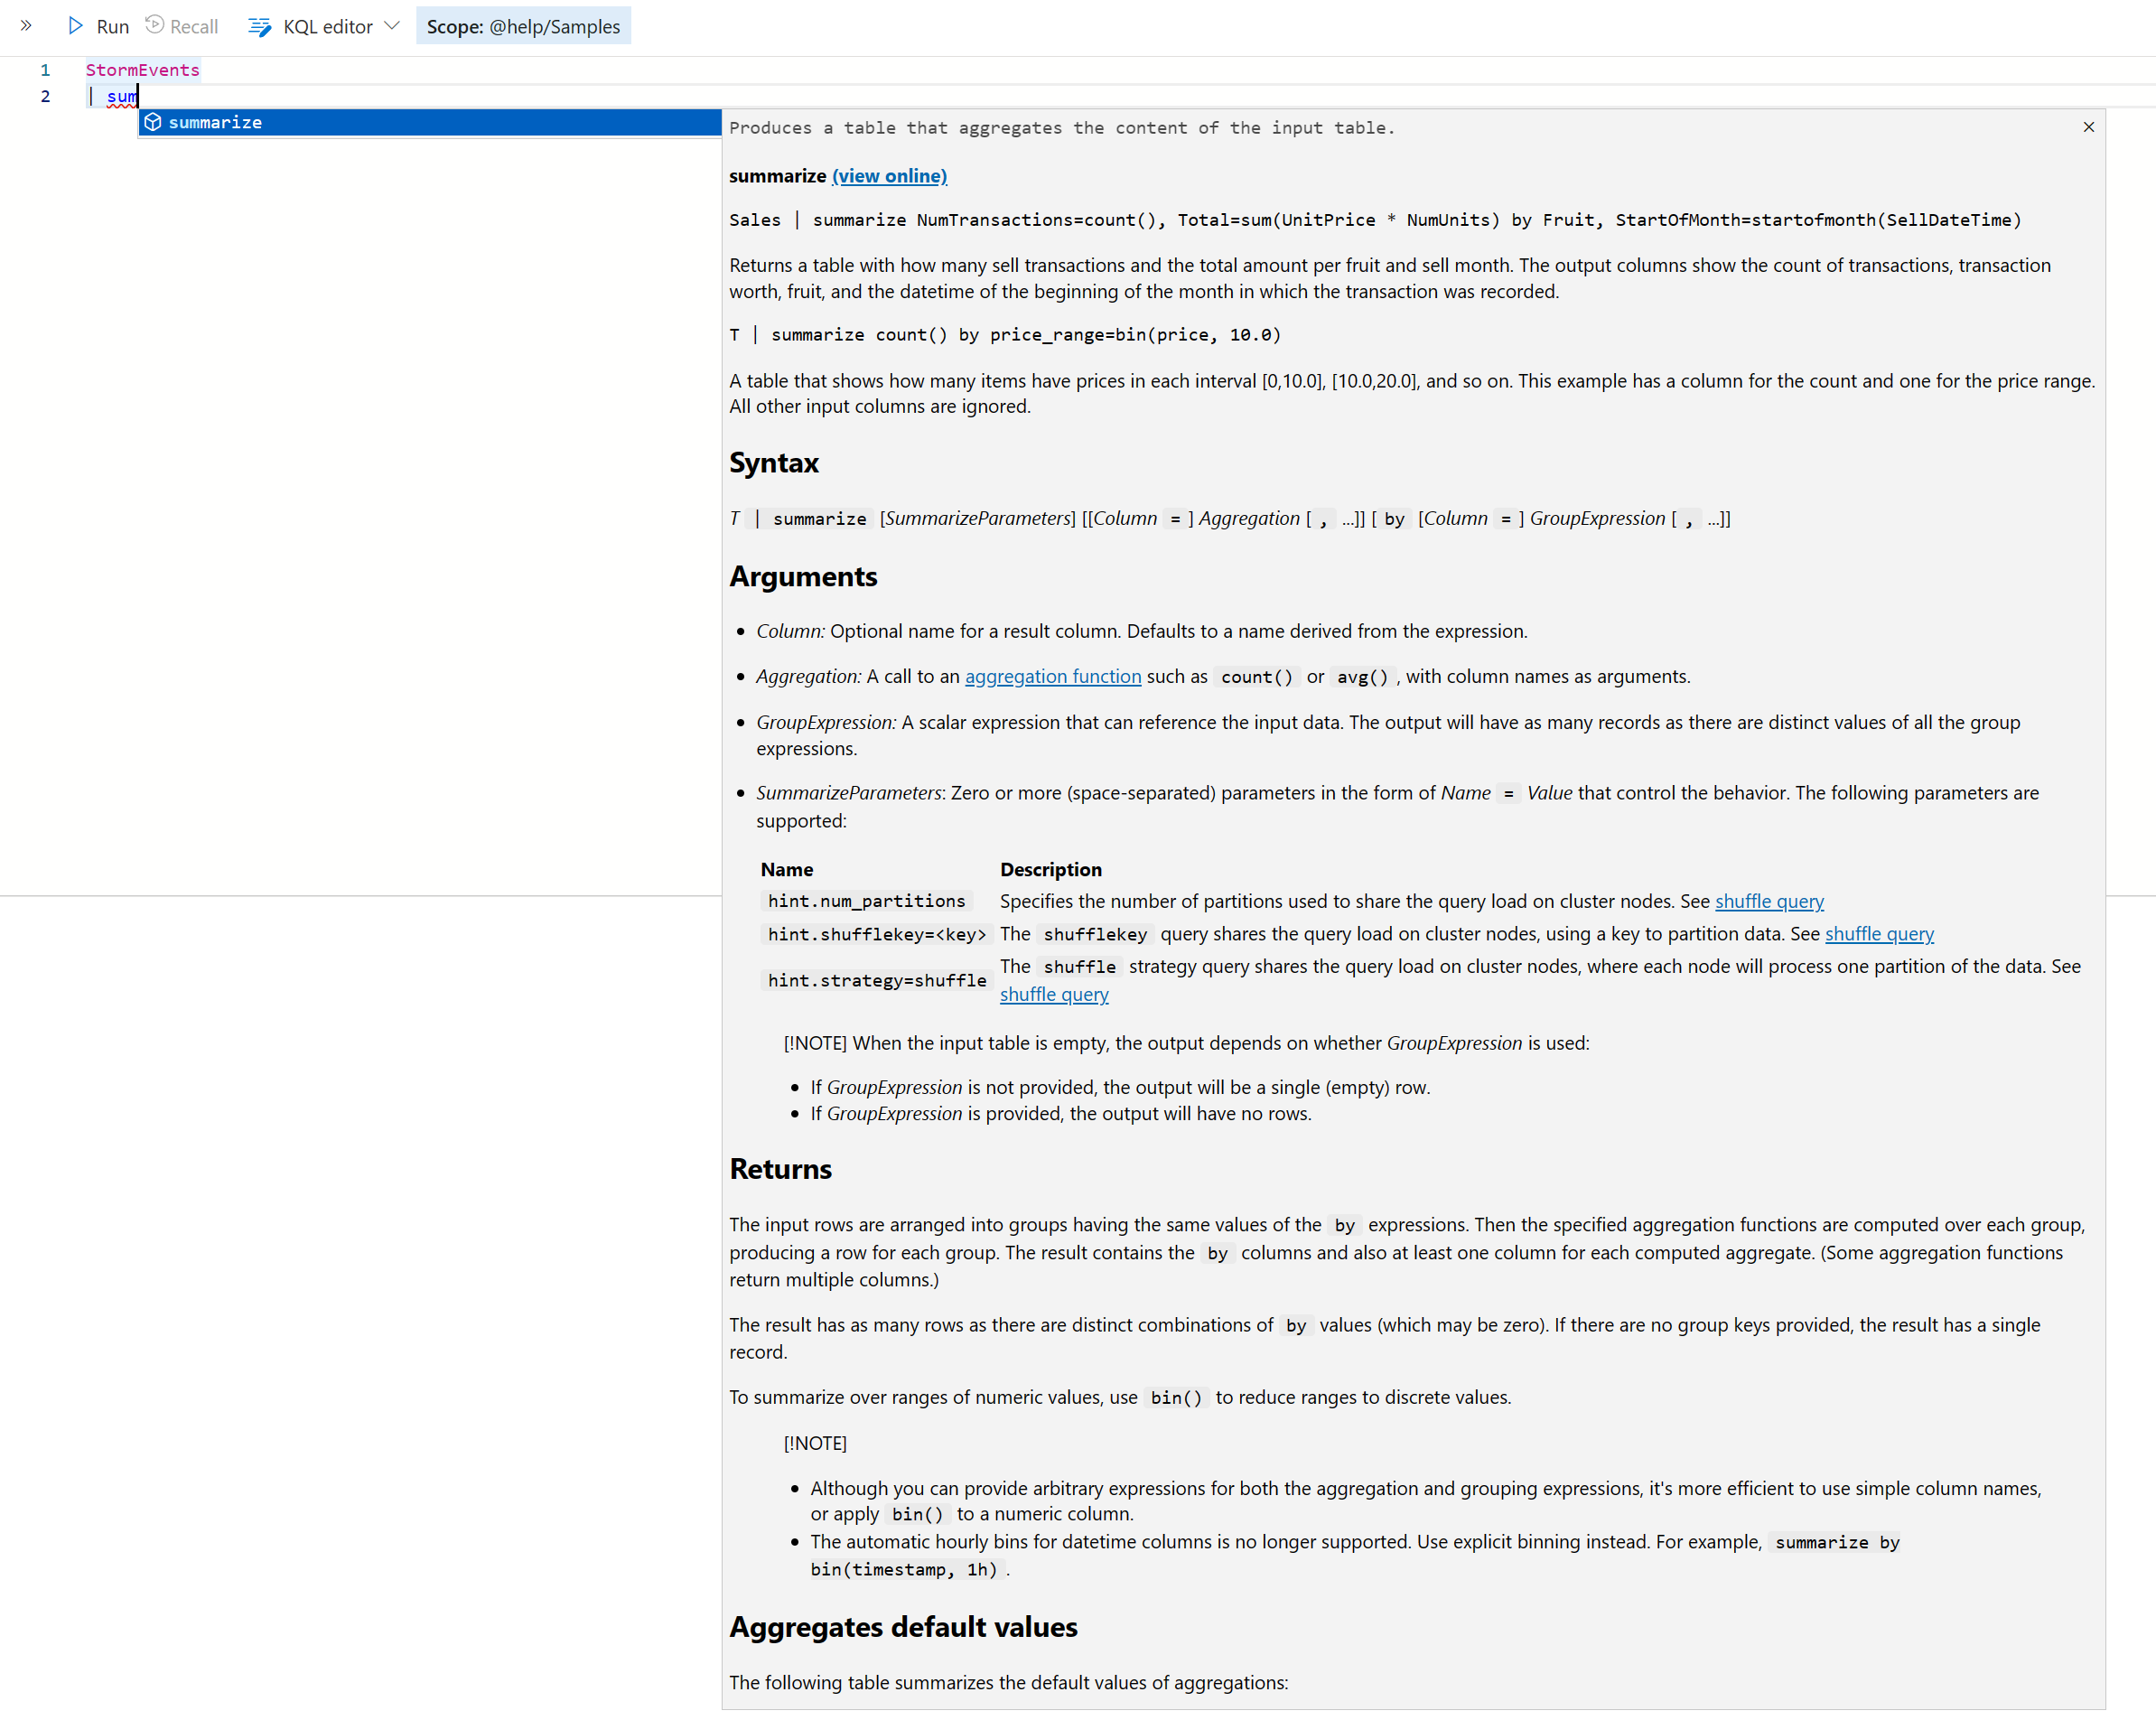 Run Recall KQL editor Scope: @help/Samples
1 StormEvents
2 | sum
summarize
Produces a table that aggregates the content of the input table.
summarize (view online)
Sales | summarize NumTransactions=count(), Total=sum(UnitPrice * NumUnits) by Fruit, StartOfMonth=startofmonth(SellDateTime)
Returns a table with how many sell transactions and the total amount per fruit and sell month. The output columns show the count of transactions, transaction
worth, fruit, and the datetime of the beginning of the month in which the transaction was recorded.
T | summarize count() by price_range=bin(price, 10.0)
A table that shows how many items have prices in each interval [0,10.0], [10.0,20.0], and so on. This example has a column for the count and one for the price range.
All other input columns are ignored.
Syntax
T | summarize [SummarizeParameters] [[Column = ] Aggregation [ , ...]] [ by [Column = ] GroupExpression [ , ...]]
Arguments
• Column: Optional name for a result column. Defaults to a name derived from the expression.
• Aggregation: A call to an aggregation function such as count() or avg() , with column names as arguments.
• GroupExpression: A scalar expression that can reference the input data. The output will have as many records as there are distinct values of all the group
expressions.
• SummarizeParameters: Zero or more (space-separated) parameters in the form of Name = Value that control the behavior. The following parameters are
supported:
Name Description
hint.num_partitions Specifies the number of partitions used to share the query load on cluster nodes. See shuffle query
hint.shufflekey=<key> The shufflekey query shares the query load on cluster nodes, using a key to partition data. See shuffle query
hint.strategy=shuffle The shuffle strategy query shares the query load on cluster nodes, where each node will process one partition of the data. See
shuffle query
[!NOTE] When the input table is empty, the output depends on whether GroupExpression is used:
• If GroupExpression is not provided, the output will be a single (empty) row.
• If GroupExpression is provided, the output will have no rows.
Returns
The input rows are arranged into groups having the same values of the by expressions. Then the specified aggregation functions are computed over each group,
producing a row for each group. The result contains the by columns and also at least one column for each computed aggregate. (Some aggregation functions
return multiple columns.)
The result has as many rows as there are distinct combinations of by values (which may be zero). If there are no group keys provided, the result has a single
record.
To summarize over ranges of numeric values, use bin() to reduce ranges to discrete values.
[!NOTE]
• Although you can provide arbitrary expressions for both the aggregation and grouping expressions, it's more efficient to use simple column names,
or apply bin() to a numeric column.
• The automatic hourly bins for datetime columns is no longer supported. Use explicit binning instead. For example, summarize by
bin(timestamp, 1h) .
Aggregates default values
The following table summarizes the default values of aggregations: